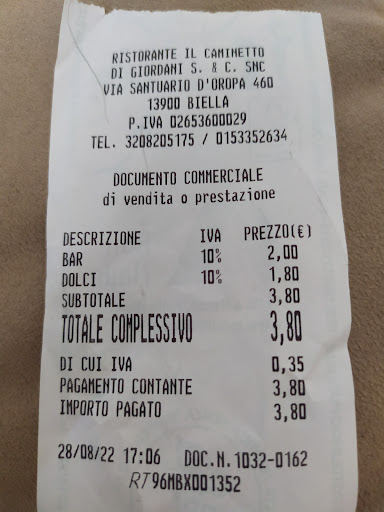 RISTORANTE IL CAMINETTO
DI GIORDANI S. & C. SNC
VIA SANTUARIO D'OROPA 460
13900 BIELLA
P.IVA 02653600029
TEL. 3208205175 / 0153352634
DOCUMENTO COMMERCIALE
di vendita o prestazione
DESCRIZIONE IVA PREZZO(€)
BAR 10% 2,00
DOLCI 10% 1,80
SUBTOTALE 3,80
TOTALE COMPLESSIVO 3,80
DI CUI IVA 0,35
PAGAMENTO CONTANTE 3,80
IMPORTO PAGATO 3,80
28/08/22 17:06 DOC.N.1032-0162
RT96MBX001352